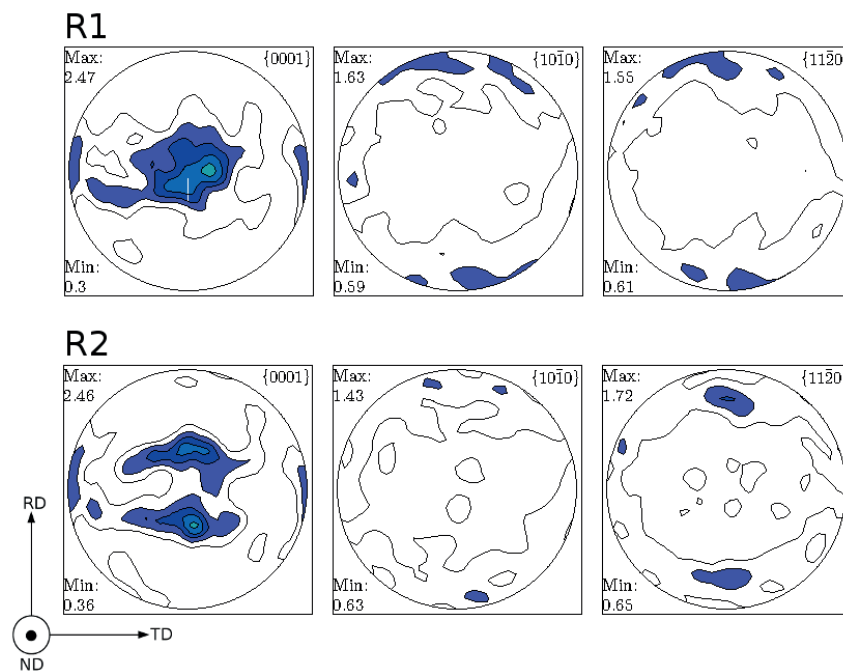 R1
Max:
2.47
{0001}
Min:
0.3
Max:
1.63
{101̄0}
Min:
0.59
Max:
1.55
{112̄0
Min:
0.61
R2
Max:
2.46
{0001}
Min:
0.36
Max:
1.43
{101̄0}
Min:
0.63
Max:
1.72
{112̄0
Min:
0.65
RD
TD
ND